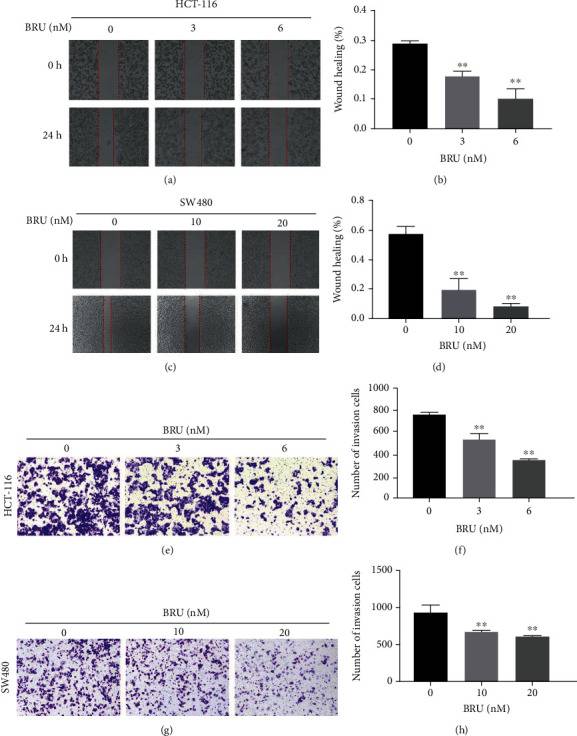 HCT-116
BRU (nM)
0 3 6
0 h
24 h
(a)
Wound healing (%)
0.4
0.3
0.2
0.1
0.0
**
**
0 3 6
BRU (nM)
(b)
SW480
BRU (nM)
0 10 20
0 h
24 h
(c)
Wound healing (%)
0.8
0.6
0.4
0.2
0.0
**
**
0 10 20
BRU (nM)
(d)
BRU (nM)
0 3 6
HCT-116
(e)
Number of invasion cells
1000
800
600
400
200
0
**
**
0 3 6
BRU (nM)
(f)
BRU (nM)
0 10 20
SW480
(g)
Number of invasion cells
1500
1000
500
0
**
**
0 10 20
BRU (nM)
(h)